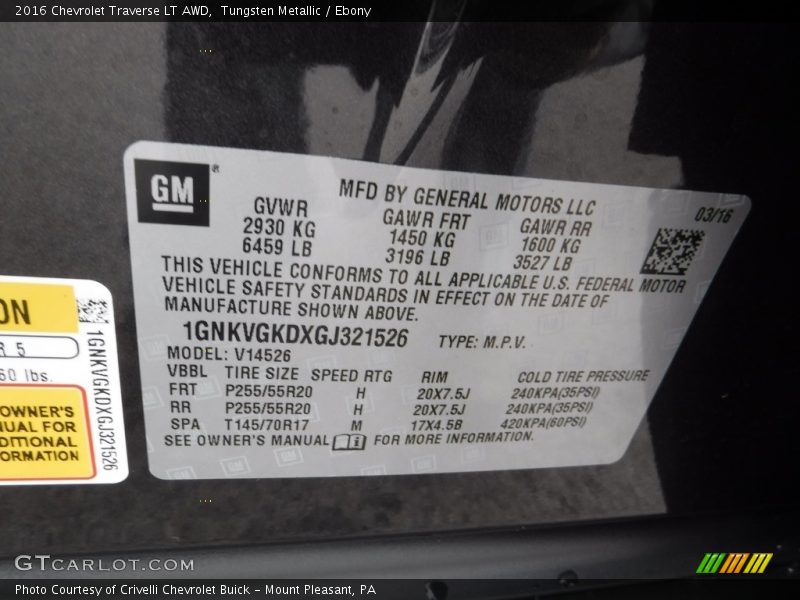 2016 Chevrolet Traverse LT AWD,  Tungsten Metallic / Ebony
GM®
MFD BY GENERAL MOTORS LLC
03/16
GVWR GAWR FRT GAWR RR
2930 KG 1450 KG 1600 KG
6459 LB 3196 LB 3527 LB
THIS VEHICLE CONFORMS TO ALL APPLICABLE U.S. FEDERAL MOTOR
VEHICLE SAFETY STANDARDS IN EFFECT ON THE DATE OF
MANUFACTURE SHOWN ABOVE.
1GNKVGKDXGJ321526 TYPE: M.P.V.
MODEL: V14526
VBBL TIRE SIZE SPEED RTG RIM COLD TIRE PRESSURE
FRT P255/55R20 H 20X7.5J 240KPA(35PSI)
RR P255/55R20 H 20X7.5J 240KPA(35PSI)
SPA T145/70R17 M 17X4.5B 420KPA(60PSI)
SEE OWNER'S MANUAL i FOR MORE INFORMATION.
ON
R 5
60 lbs.
OWNER'S
NUAL FOR
DITIONAL
ORMATION
1GNKVGKDXGJ321526
GTCARLOT.COM
Photo Courtesy of Crivelli Chevrolet Buick - Mount Pleasant, PA